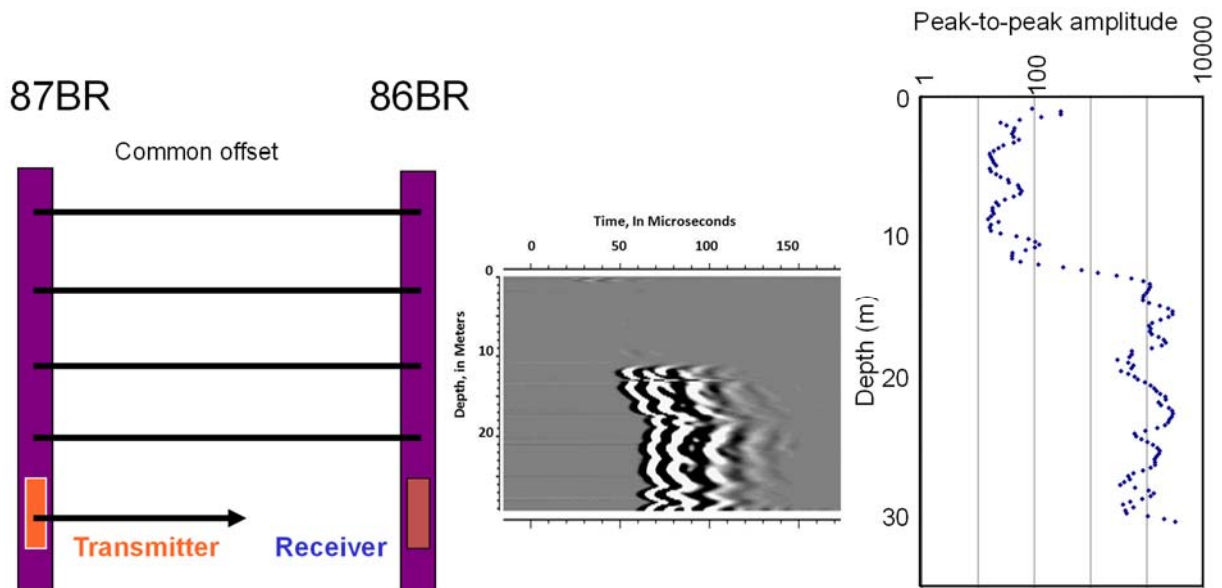 87BR
86BR
Common offset
Transmitter
Receiver
Time, In Microseconds
0 50 100 150
Depth, in Meters
0
10
20
Peak-to-peak amplitude
1 100 10000
Depth (m)
0
10
20
30